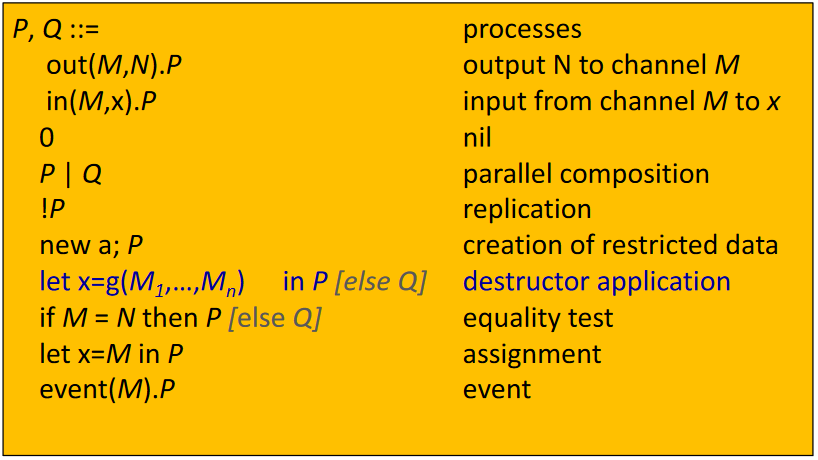 P, Q ::= processes
out(M,N).P output N to channel M
in(M,x).P input from channel M to x
0 nil
P | Q parallel composition
!P replication
new a; P creation of restricted data
let x=g(M1,…,Mn) in P [else Q] destructor application
if M = N then P [else Q] equality test
let x=M in P assignment
event(M).P event